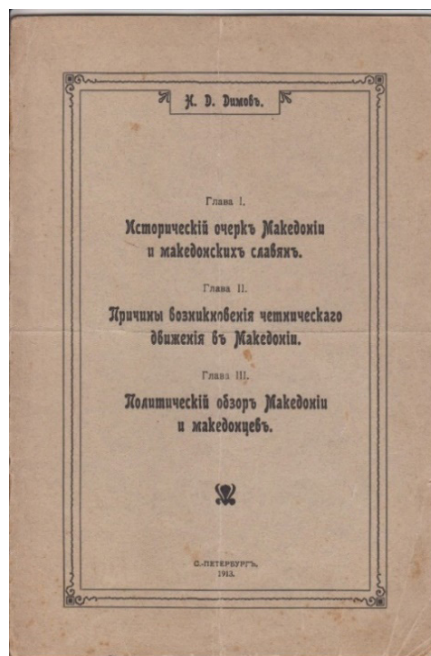 Н. Д. Димовъ.
Глава I.
Историческій очеркъ Македоніи
и македонскихъ славян.
Глава II.
Причины возникновенія четническаго
движенія въ Македоніи.
Глава III.
Политическій обзоръ Македоніи
и македонцевъ.
С.-ПЕТЕРБУРГЪ.
1913.